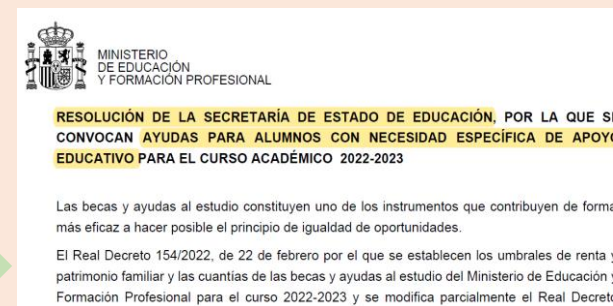 MINISTERIO
DE EDUCACIÓN
Y FORMACIÓN PROFESIONAL
RESOLUCIÓN DE LA SECRETARÍA DE ESTADO DE EDUCACIÓN, POR LA QUE SE
CONVOCAN AYUDAS PARA ALUMNOS CON NECESIDAD ESPECÍFICA DE APOYO
EDUCATIVO PARA EL CURSO ACADÉMICO 2022-2023
Las becas y ayudas al estudio constituyen uno de los instrumentos que contribuyen de forma
más eficaz a hacer posible el principio de igualdad de oportunidades.
El Real Decreto 154/2022, de 22 de febrero por el que se establecen los umbrales de renta y
patrimonio familiar y las cuantías de las becas y ayudas al estudio del Ministerio de Educación y
Formación Profesional para el curso 2022-2023 y se modifica parcialmente el Real Decreto